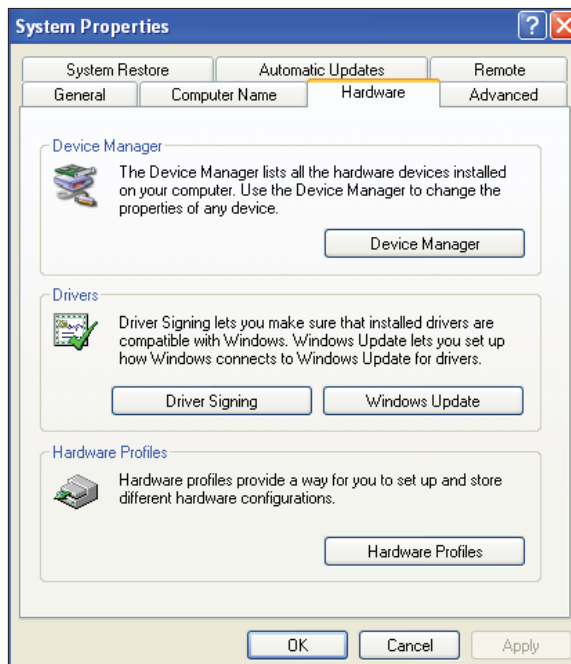 System Properties
System Restore Automatic Updates Remote
General Computer Name Hardware Advanced
Device Manager
The Device Manager lists all the hardware devices installed
on your computer. Use the Device Manager to change the
properties of any device.
Device Manager
Drivers
Driver Signing lets you make sure that installed drivers are
compatible with Windows. Windows Update lets you set up
how Windows connects to Windows Update for drivers.
Driver Signing Windows Update
Hardware Profiles
Hardware profiles provide a way for you to set up and store
different hardware configurations.
Hardware Profiles
OK Cancel Apply